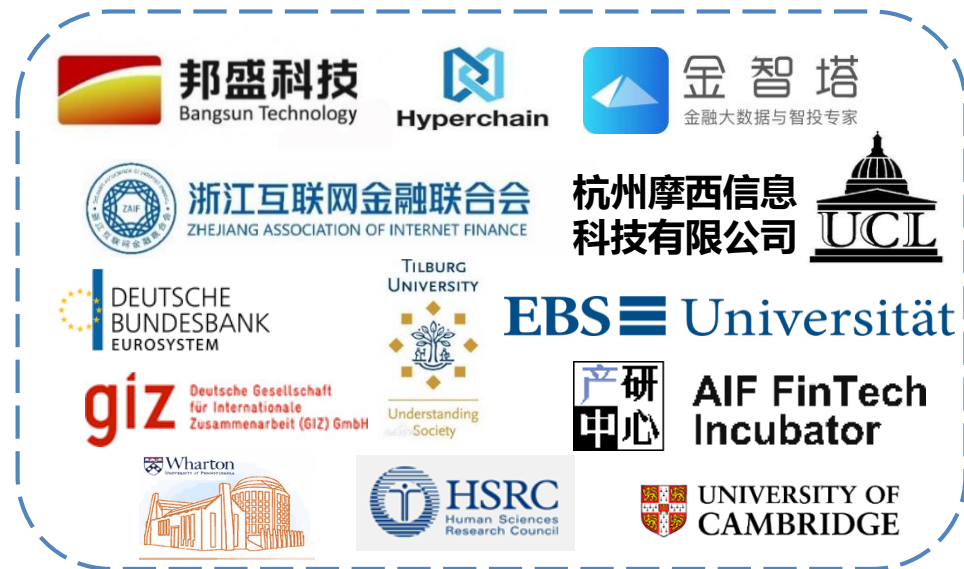 邦盛科技
Bangsun Technology
Hyperchain
金智塔
金融大数据与智投专家
ZAIF
浙江互联网金融联合会
ZHEJIANG ASSOCIATION OF INTERNET FINANCE
杭州摩西信息
科技有限公司
UCL
DEUTSCHE
BUNDESBANK
EUROSYSTEM
TILBURG
UNIVERSITY
Understanding
Society
EBS Universität
giz
Deutsche Gesellschaft
für Internationale
Zusammenarbeit (GIZ) GmbH
产研
中心
AIF FinTech
Incubator
Wharton
UNIVERSITY OF PENNSYLVANIA
HSRC
Human Sciences
Research Council
UNIVERSITY OF
CAMBRIDGE